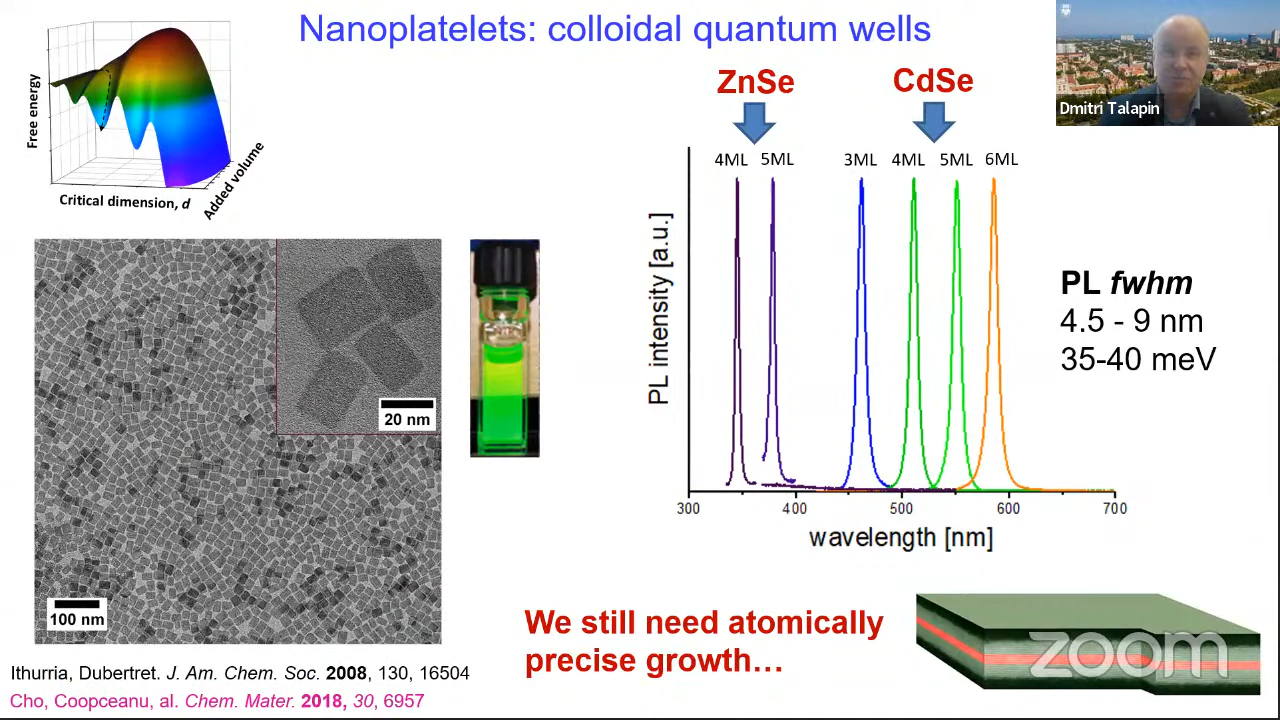 Nanoplatelets: colloidal quantum wells
Free energy
Critical dimension, d
Added volume
ZnSe
CdSe
Dmitri Talapin
4ML 5ML 3ML 4ML 5ML 6ML
PL intensity [a.u.]
300 400 500 600 700
wavelength [nm]
PL fwhm
4.5 - 9 nm
35-40 meV
20 nm
100 nm
We still need atomically
precise growth…
zoom
Ithurria, Dubertret. J. Am. Chem. Soc. 2008, 130, 16504
Cho, Coopceanu, al. Chem. Mater. 2018, 30, 6957